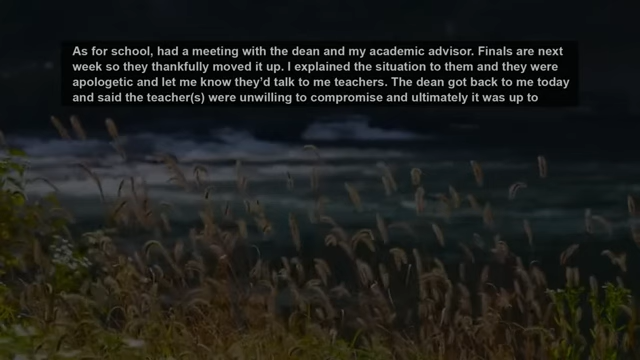 As for school, had a meeting with the dean and my academic advisor. Finals are next
week so they thankfully moved it up. I explained the situation to them and they were
apologetic and let me know they'd talk to me teachers. The dean got back to me today
and said the teacher(s) were unwilling to compromise and ultimately it was up to